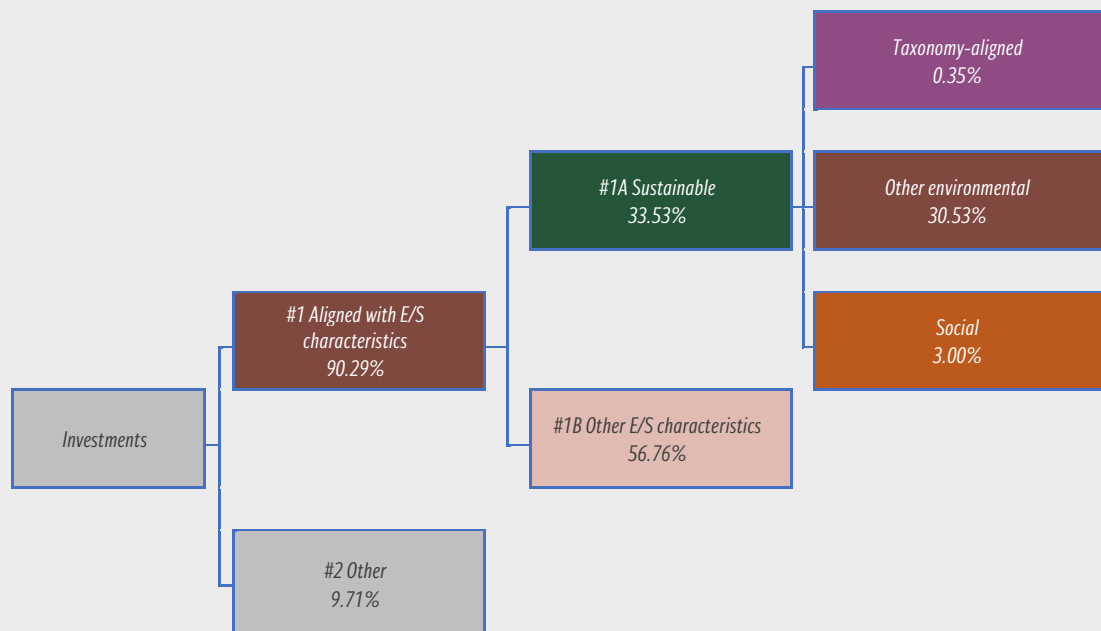 Taxonomy-aligned
0.35%
#1A Sustainable
33.53%
Other environmental
30.53%
#1 Aligned with E/S
characteristics
90.29%
Social
3.00%
Investments
#1B Other E/S characteristics
56.76%
#2 Other
9.71%